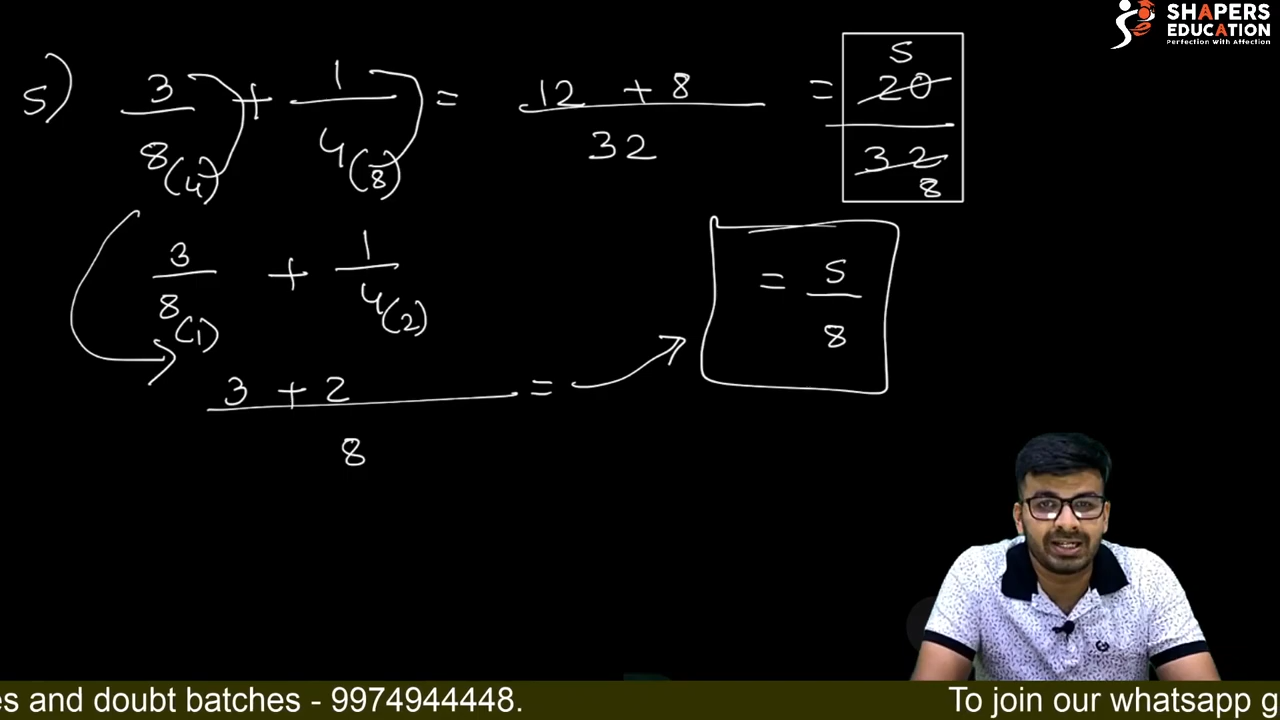 SHAPERS
EDUCATION
Perfection With Affection
5) 3/8(4) + 1/4(8) = 12 + 8/32 = 20/32
5
8
3/8(1) + 1/4(2)
= 5/8
3 + 2/8 =
es and doubt batches - 9974944448.
To join our whatsapp g